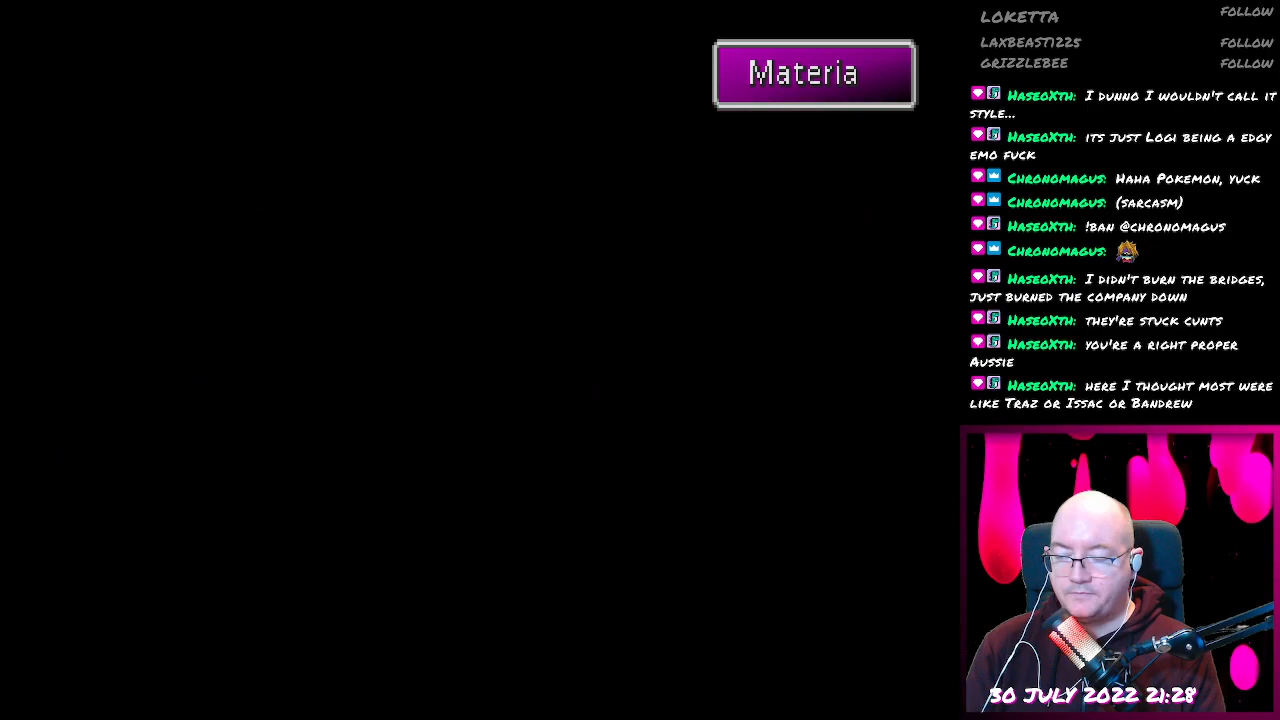 Materia
LOKETTA FOLLOW
LAXBEAST1225 FOLLOW
GRIZZLEBEE FOLLOW
HaseoXth: I dunno I wouldn't call it
style...
HaseoXth: its just Logi being a edgy
emo fuck
Chronomagus: Haha Pokemon, yuck
Chronomagus: (sarcasm)
HaseoXth: !ban @chronomagus
Chronomagus:
HaseoXth: I didn't burn the bridges,
just burned the company down
HaseoXth: they're stuck cunts
HaseoXth: you're a right proper
Aussie
HaseoXth: here I thought most were
like Traz or Issac or Bandrew
30 JULY 2022 21:28